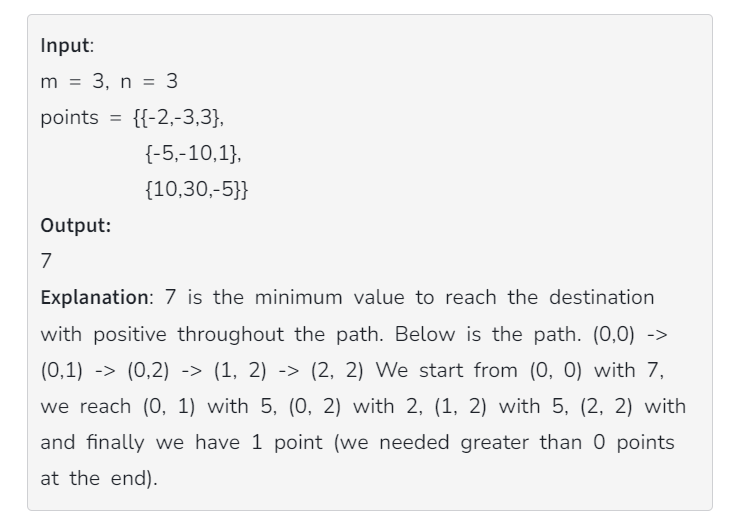 Input:
m = 3, n = 3
points = {{-2,-3,3},
{-5,-10,1},
{10,30,-5}}
Output:
7
Explanation: 7 is the minimum value to reach the destination
with positive throughout the path. Below is the path. (0,0) ->
(0,1) -> (0,2) -> (1, 2) -> (2, 2) We start from (0, 0) with 7,
we reach (0, 1) with 5, (0, 2) with 2, (1, 2) with 5, (2, 2) with
and finally we have 1 point (we needed greater than 0 points
at the end).